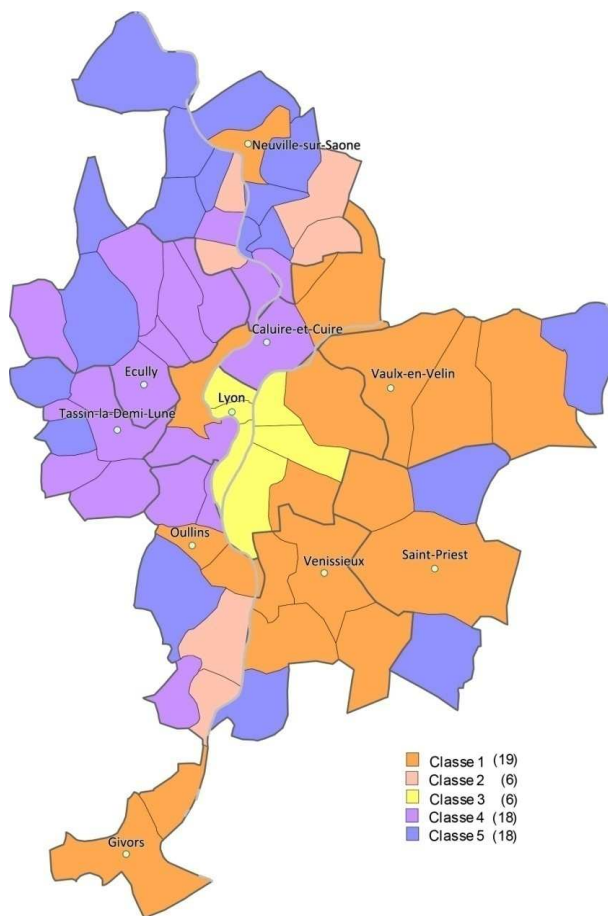 Neuville-sur-Saone
Caluire-et-Cuire
Ecully
Vaulx-en-Velin
Lyon
Tassin-la-Demi-Lune
Oullins
Venissieux
Saint-Priest
Classe 1 (19)
Classe 2 (6)
Classe 3 (6)
Classe 4 (18)
Classe 5 (18)
Givors